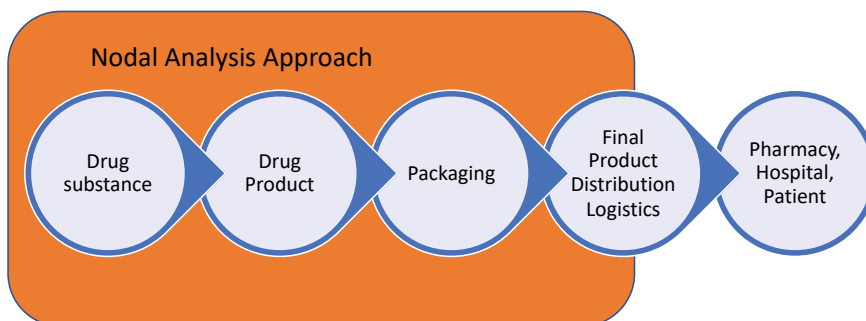 Nodal Analysis Approach
Drug
substance
Drug
Product
Packaging
Final
Product
Distribution
Logistics
Pharmacy,
Hospital,
Patient